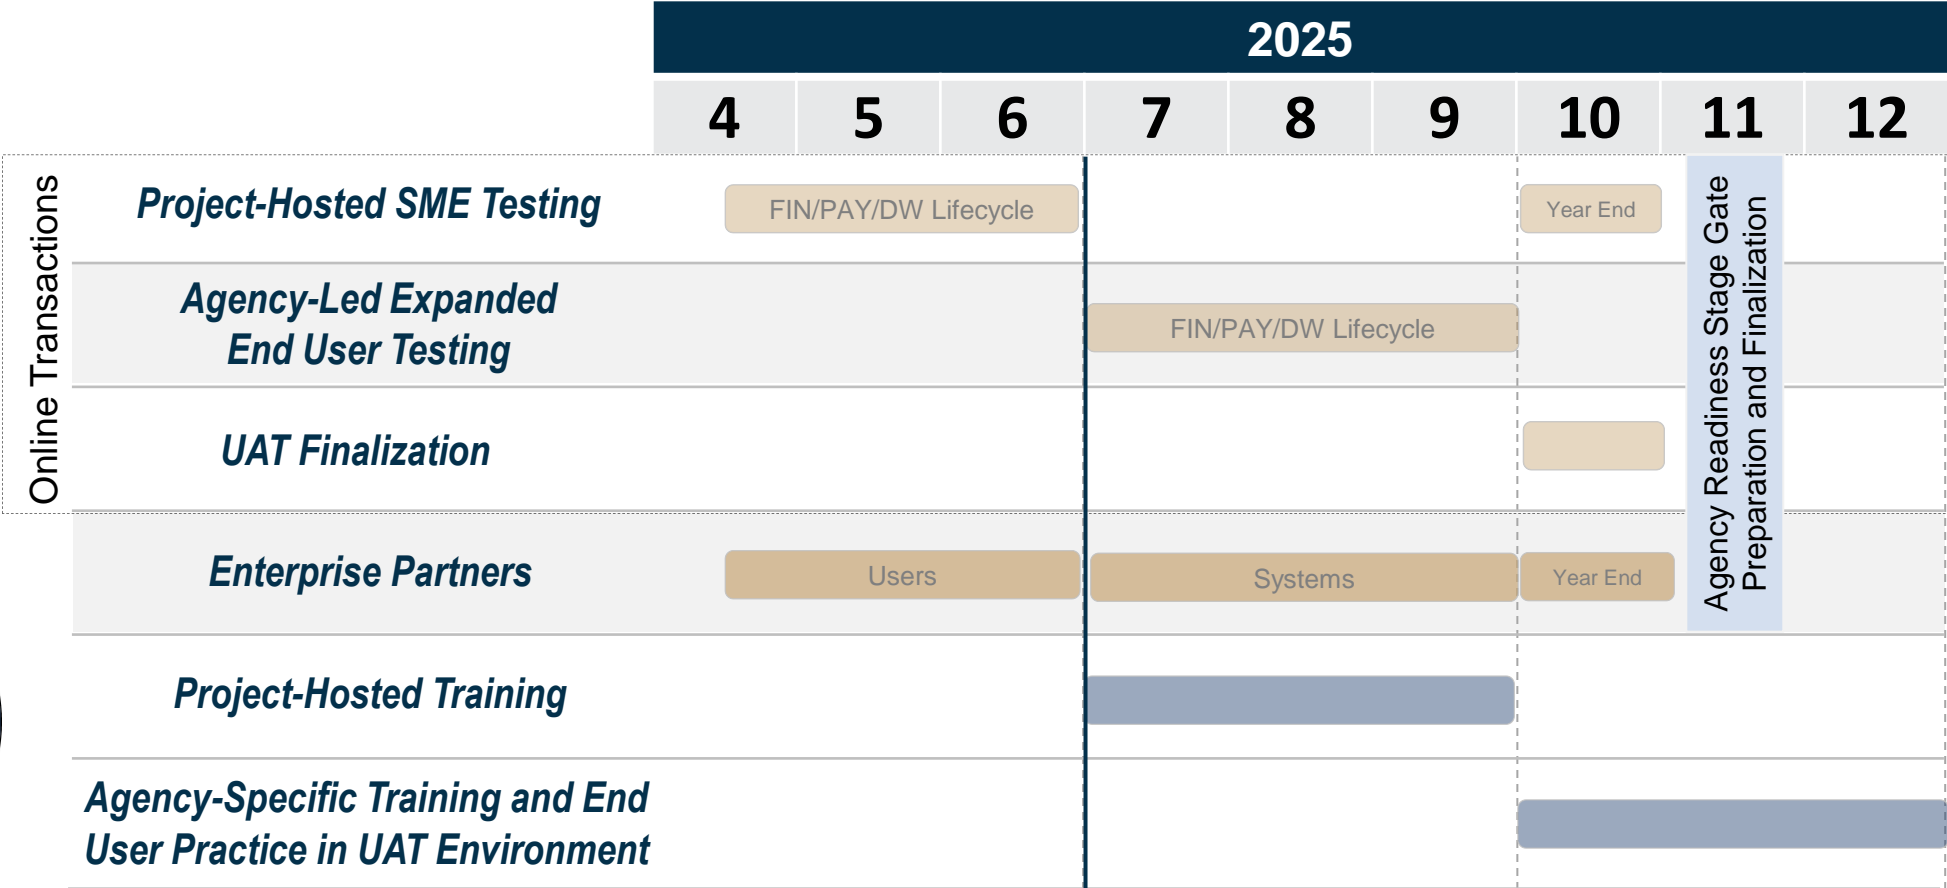 2025
4 5 6 7 8 9 10 11 12
Online Transactions
Project-Hosted SME Testing
FIN/PAY/DW Lifecycle
Year End
Agency-Led Expanded
End User Testing
FIN/PAY/DW Lifecycle
UAT Finalization
Enterprise Partners
Users
Systems
Year End
Agency Readiness Stage Gate
Preparation and Finalization
Project-Hosted Training
Agency-Specific Training and End
User Practice in UAT Environment